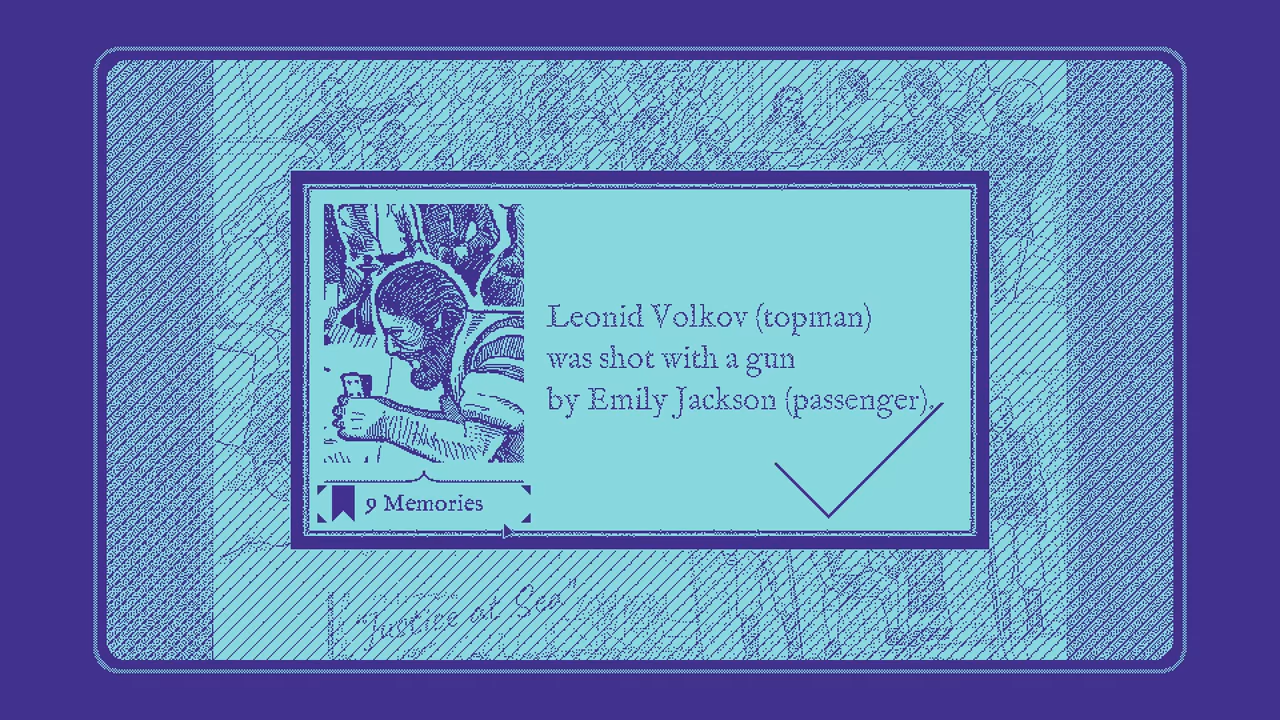 Leonid Volkov (topman)
was shot with a gun
by Emily Jackson (passenger).
9 Memories
"Justice at Sea"